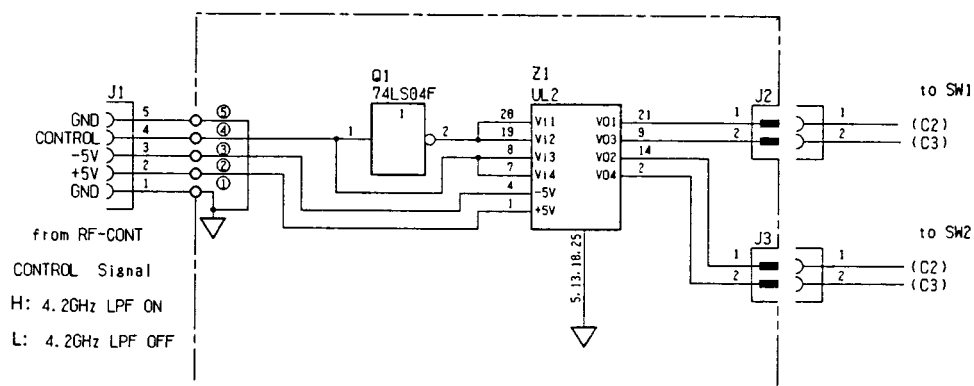 J1
GND 5 ⑤
CONTROL 4 ④
-5V 3 ③
+5V 2 ②
GND 1 ①
from RF-CONT
CONTROL Signal
H: 4.2GHz LPF ON
L: 4.2GHz LPF OFF
Q1
74LS04F
1
1 2
Z1
UL2
20 Vi1
19 Vi2
8 Vi3
7 Vi4
4 -5V
1 +5V
VO1 21
VO3 9
VO2 14
VO4 2
5.13.18.25
J2
1 1 (C2)
2 2 (C3)
to SW1
J3
1 1 (C2)
2 2 (C3)
to SW2